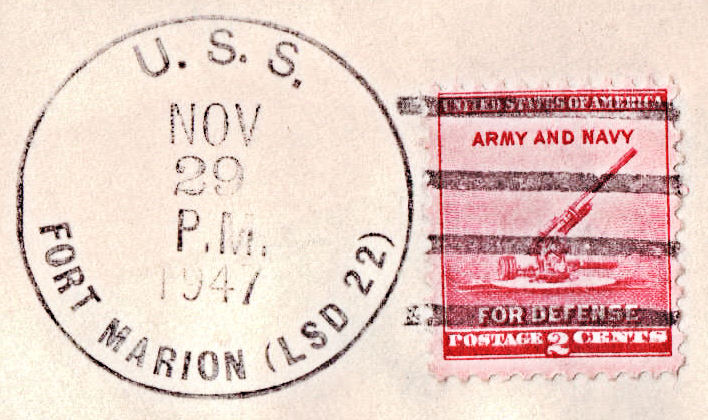 U. S. S.
NOV
29
P.M.
1947
FORT MARION (LSD 22)
UNITED STATES OF AMERICA
ARMY AND NAVY
FOR DEFENSE
POSTAGE 2 CENTS